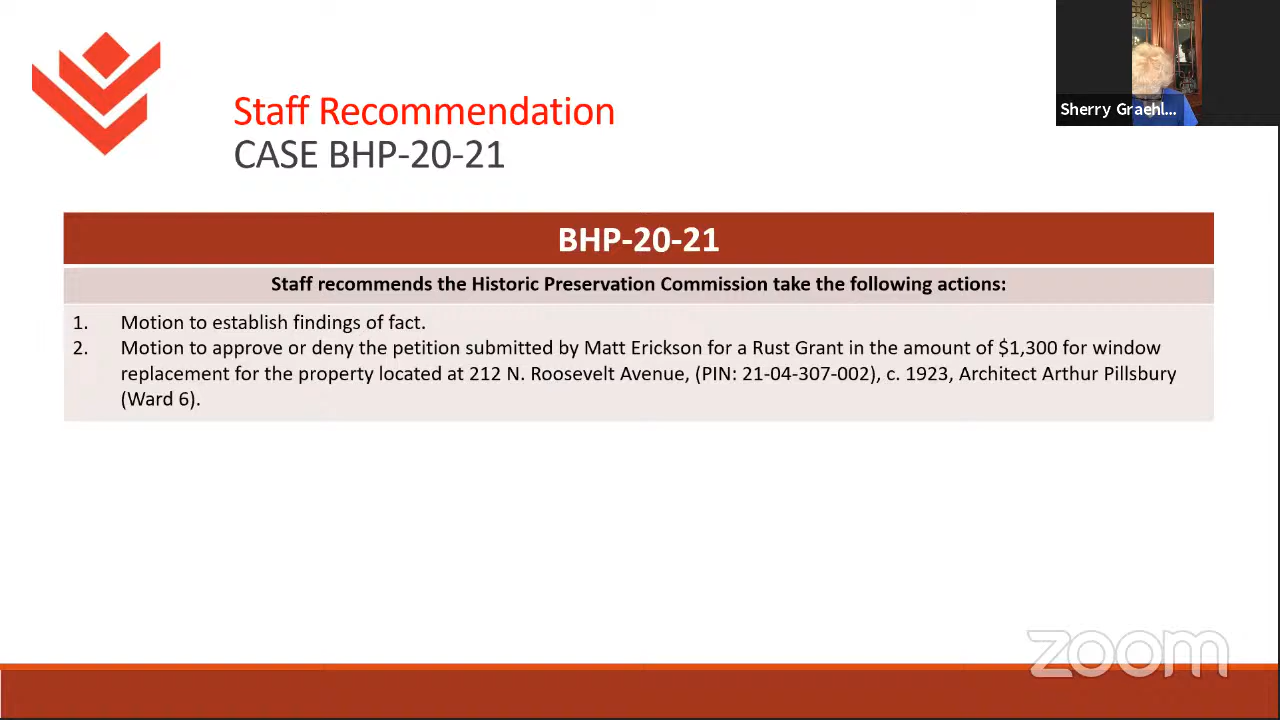 Sherry Graehl...
Staff Recommendation
CASE BHP-20-21
BHP-20-21
Staff recommends the Historic Preservation Commission take the following actions:
1. Motion to establish findings of fact.
2. Motion to approve or deny the petition submitted by Matt Erickson for a Rust Grant in the amount of $1,300 for window
replacement for the property located at 212 N. Roosevelt Avenue, (PIN: 21-04-307-002), c. 1923, Architect Arthur Pillsbury
(Ward 6).
zoom